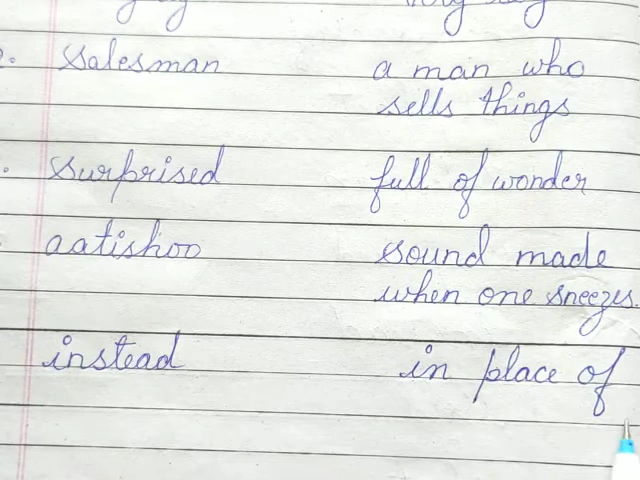 2. Salesman a man who
sells things
surprised full of wonder
aatishoo sound made
when one sneezes.
instead in place of